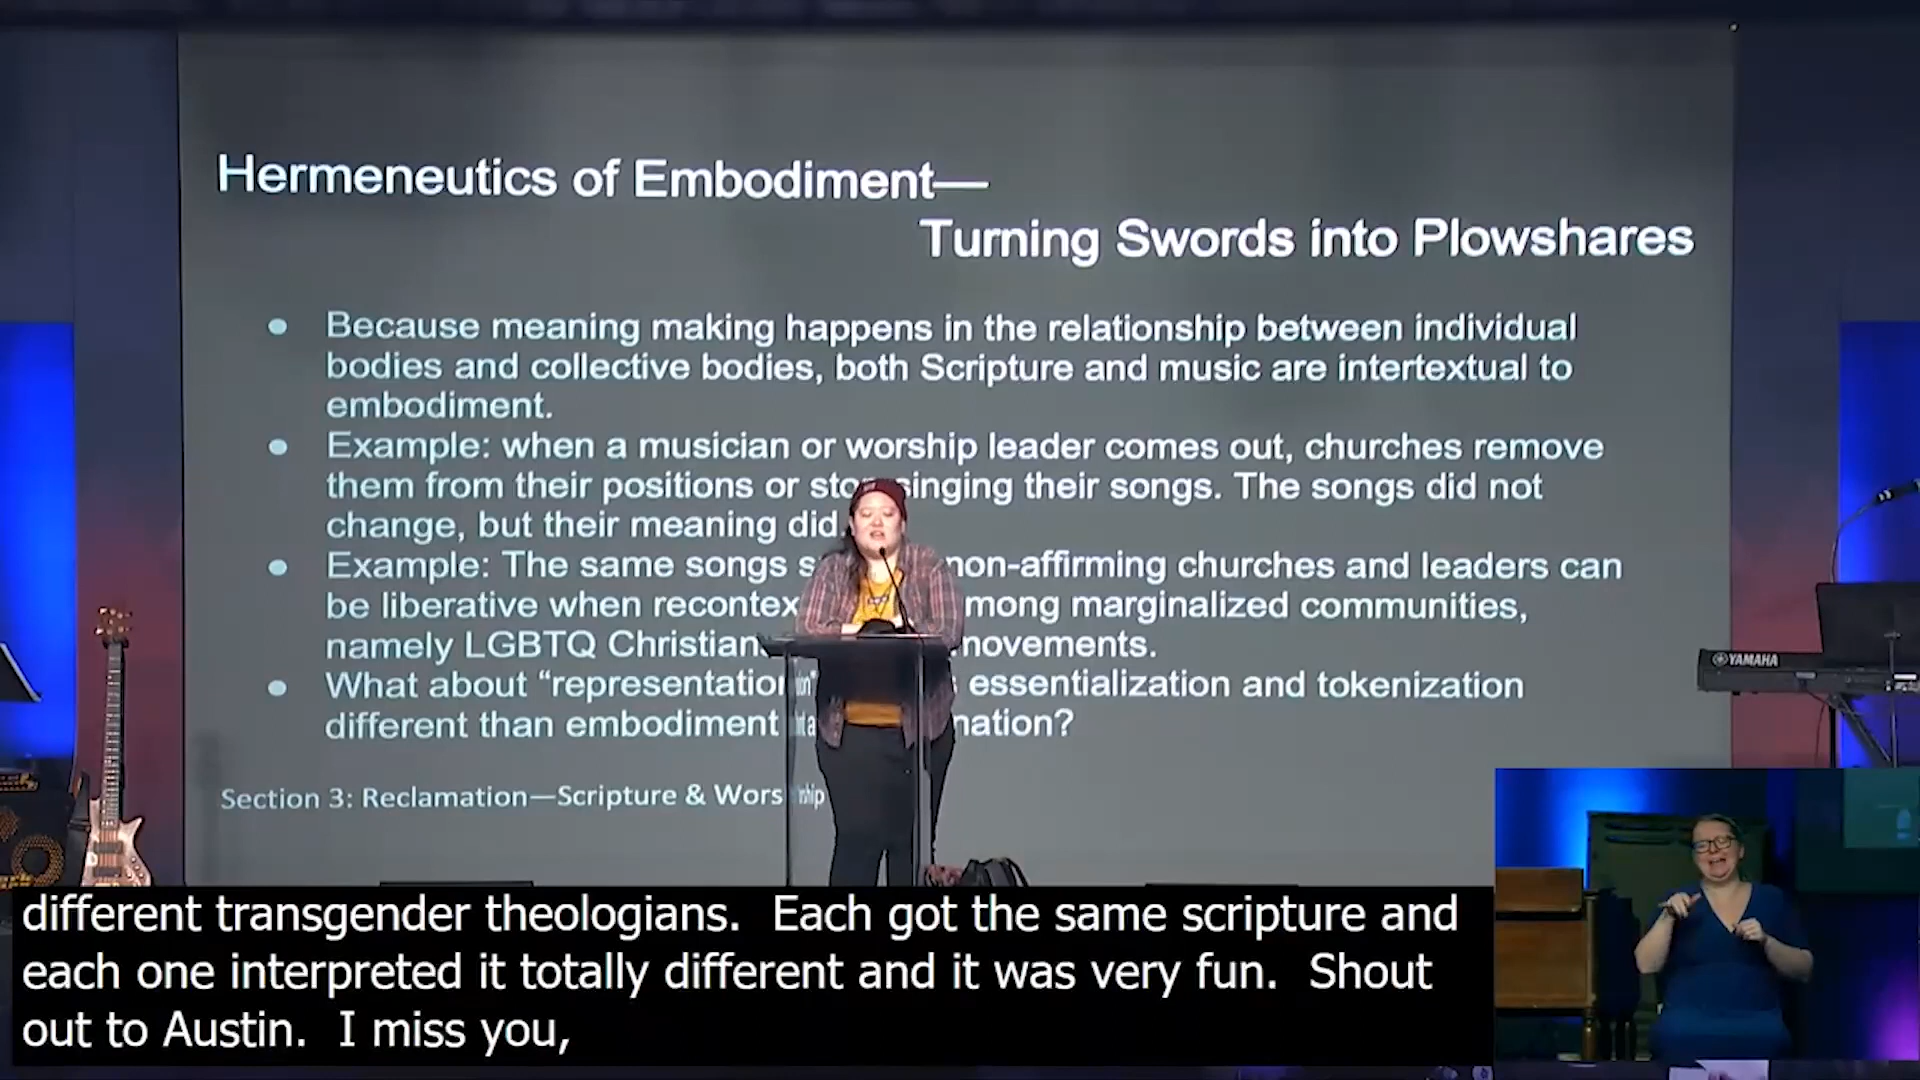 Hermeneutics of Embodiment—
Turning Swords into Plowshares
• Because meaning making happens in the relationship between individual
bodies and collective bodies, both Scripture and music are intertextual to
embodiment.
• Example: when a musician or worship leader comes out, churches remove
them from their positions or stop singing their songs. The songs did not
change, but their meaning did.
• Example: The same songs non-affirming churches and leaders can
be liberative when among marginalized communities,
namely LGBTQ Christian movements.
• What about “representation” essentialization and tokenization
different than embodiment
Section 3: Reclamation—Scripture & Worship
YAMAHA
different transgender theologians. Each got the same scripture and
each one interpreted it totally different and it was very fun. Shout
out to Austin. I miss you,